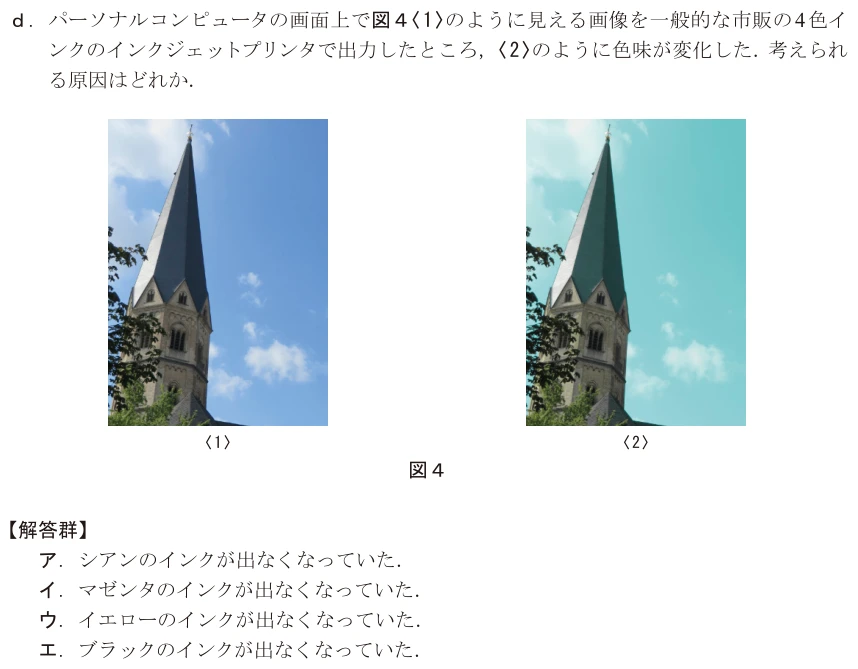 d．パーソナルコンピュータの画面上で図４〈1〉のように見える画像を一般的な市販の4色イ
ンクのインクジェットプリンタで出力したところ，〈2〉のように色味が変化した．考えられ
る原因はどれか．
〈1〉
〈2〉
図４
【解答群】
ア．シアンのインクが出なくなっていた．
イ．マゼンタのインクが出なくなっていた．
ウ．イエローのインクが出なくなっていた．
エ．ブラックのインクが出なくなっていた．